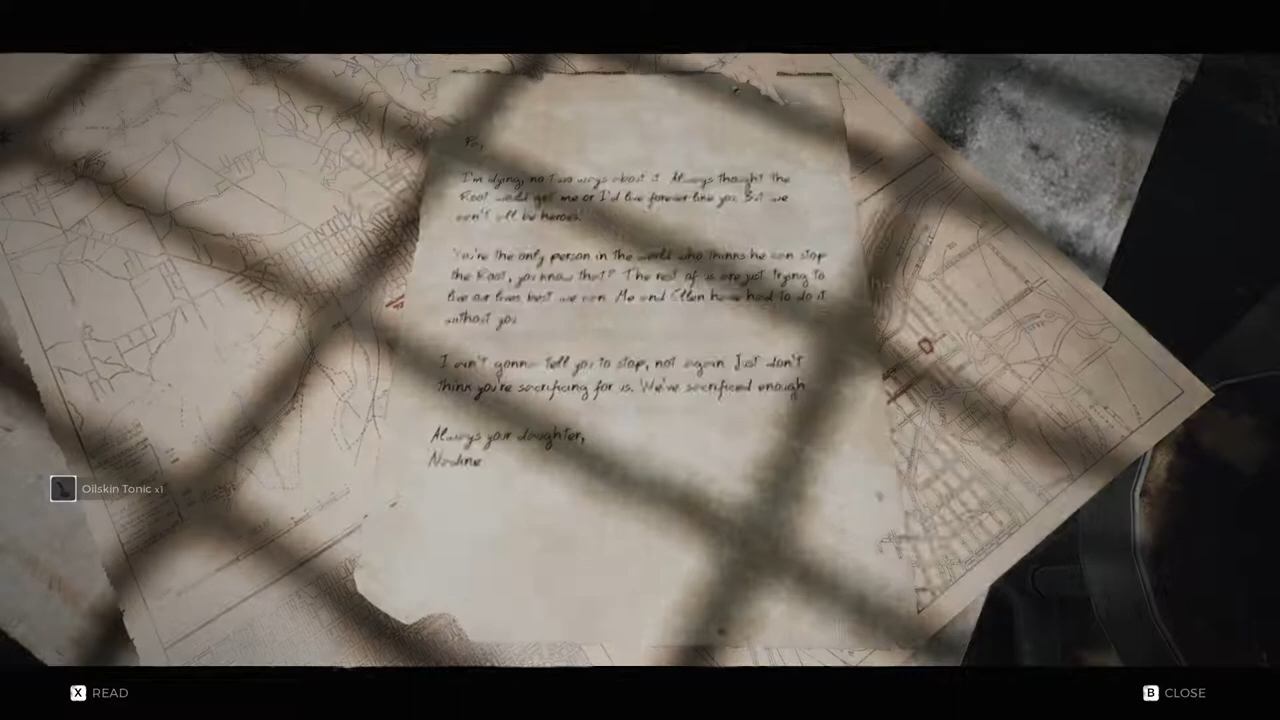 Pa,
I'm dying, no two ways about it. Always thought the
Root would get me or I'd live forever like you. But we
can't all be heroes.
You're the only person in the world who thinks he can stop
the Root, you know that? The rest of us are just trying to
live our lives best we can. Me and Ellen have had to do it
without you.
I ain't gonna tell you to stop, not again. Just don't
think you're sacrificing for us. We've sacrificed enough
Always your daughter,
Nadine
Oilskin Tonic x1
X READ
B CLOSE